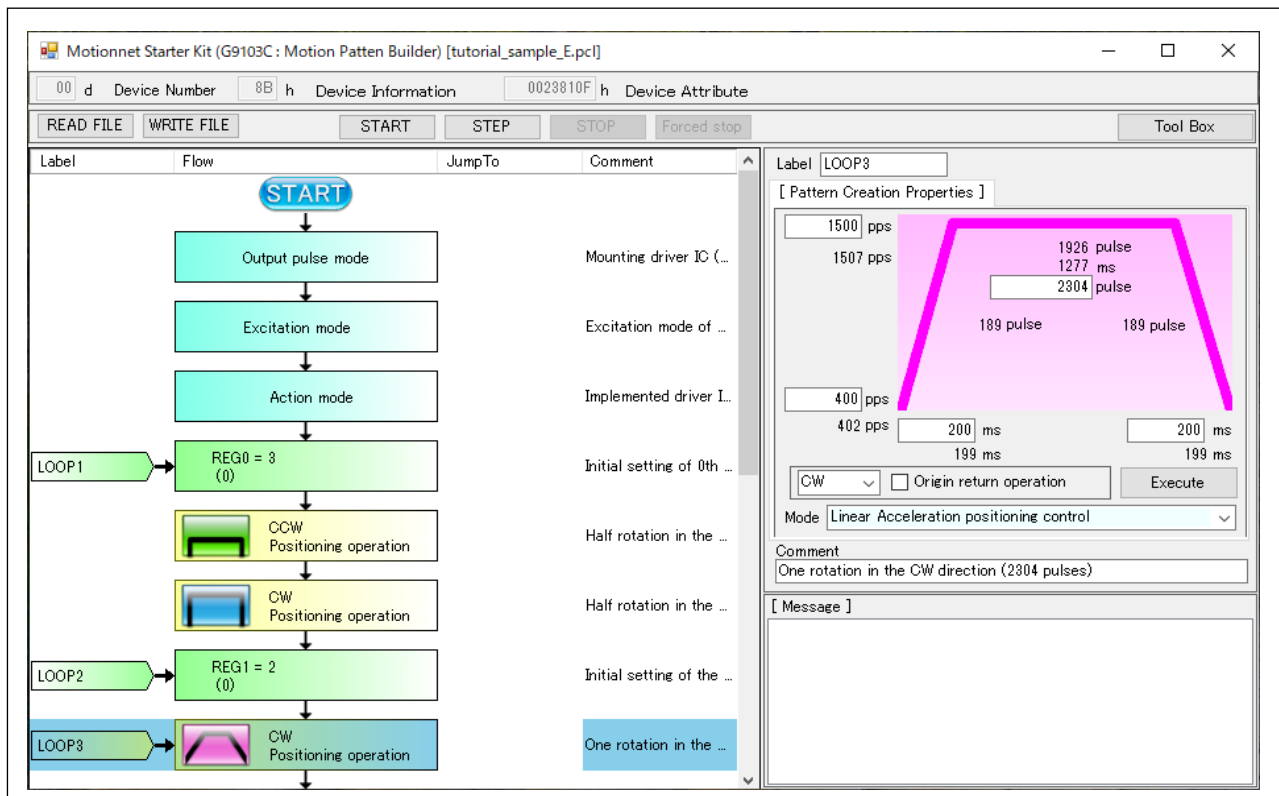 Motionnet Starter Kit (G9103C : Motion Patten Builder) [tutorial_sample_E.pcl]
00 d Device Number 8B h Device Information 0023810F h Device Attribute
READ FILE WRITE FILE START STEP STOP Forced stop Tool Box
Label Flow JumpTo Comment
START
Output pulse mode Mounting driver IC (...
Excitation mode Excitation mode of ...
Action mode Implemented driver I...
LOOP1 REG0 = 3 Initial setting of 0th ...
(0)
CCW
Positioning operation Half rotation in the ...
CW
Positioning operation Half rotation in the ...
LOOP2 REG1 = 2 Initial setting of the ...
(0)
LOOP3 CW One rotation in the ...
Positioning operation
Label LOOP3
[ Pattern Creation Properties ]
1500 pps
1507 pps
1926 pulse
1277 ms
2304 pulse
189 pulse 189 pulse
400 pps
402 pps
200 ms 200 ms
199 ms 199 ms
CW Origin return operation Execute
Mode Linear Acceleration positioning control
Comment
One rotation in the CW direction (2304 pulses)
[ Message ]